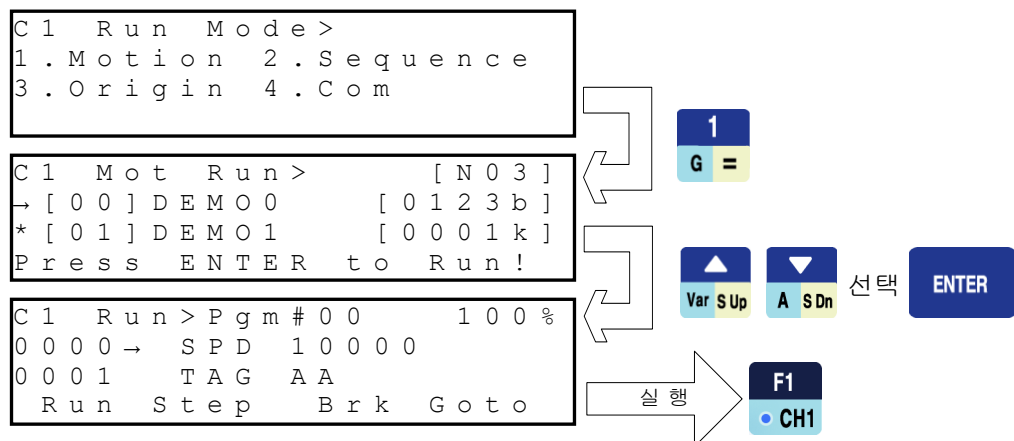 C1 Run Mode>
1.Motion 2.Sequence
3.Origin 4.Com
1
G =
C1 Mot Run> [N03]
→[00]DEMO0 [0123b]
*[01]DEMO1 [0001k]
Press ENTER to Run!
Var S Up
A S Dn
선택
ENTER
C1 Run>Pgm#00 100%
0000→ SPD 10000
0001 TAG AA
Run Step Brk Goto
실 행
F1
CH1